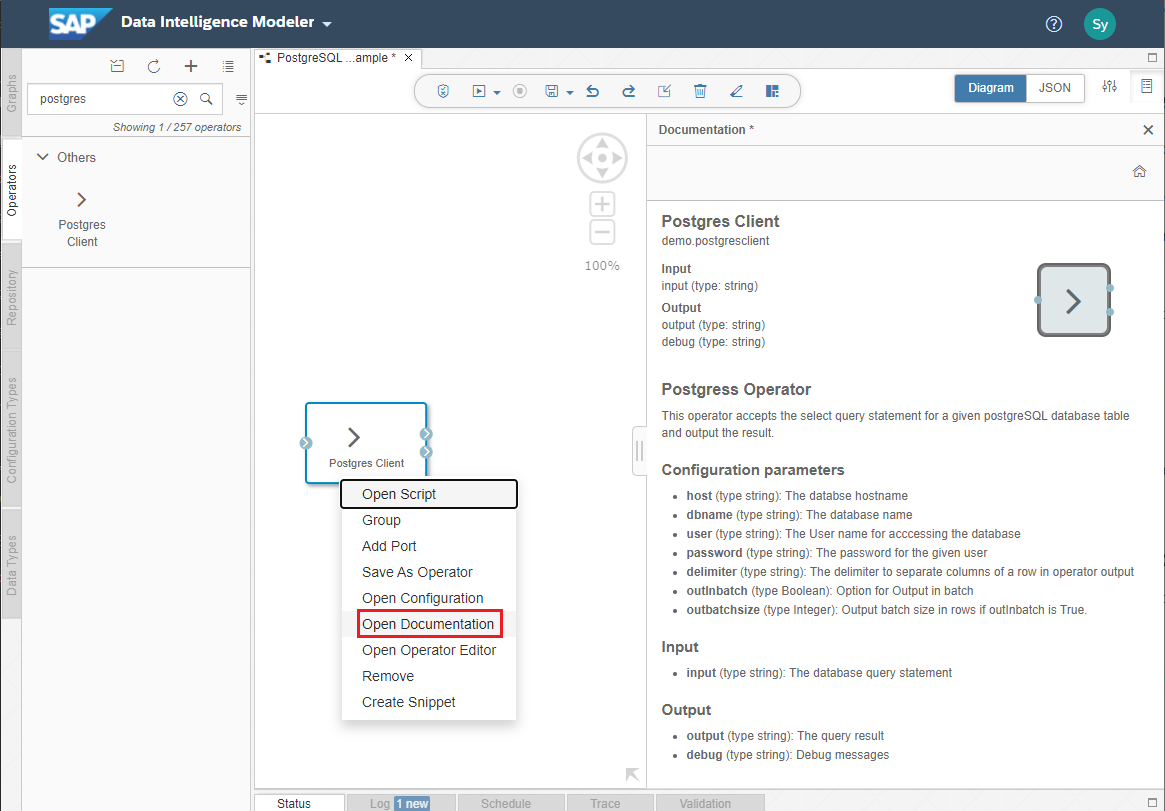 SAP Data Intelligence Modeler
? Sy
Graphs
Operators
Repository
Configuration Types
Data Types
postgres
Showing 1 / 257 operators
Others
Postgres
Client
PostgreSQL ...ample *
Diagram JSON
100%
Postgres Client
Open Script
Group
Add Port
Save As Operator
Open Configuration
Open Documentation
Open Operator Editor
Remove
Create Snippet
Documentation *
Postgres Client
demo.postgresclient
Input
input (type: string)
Output
output (type: string)
debug (type: string)
Postgress Operator
This operator accepts the select query statement for a given postgreSQL database table
and output the result.
Configuration parameters
• host (type string): The databse hostname
• dbname (type string): The database name
• user (type string): The User name for acccessing the database
• password (type string): The password for the given user
• delimiter (type string): The delimiter to separate columns of a row in operator output
• outInbatch (type Boolean): Option for Output in batch
• outbatchsize (type Integer): Output batch size in rows if outInbatch is True.
Input
• input (type string): The database query statement
Output
• output (type string): The query result
• debug (type string): Debug messages
Status Log 1 new Schedule Trace Validation